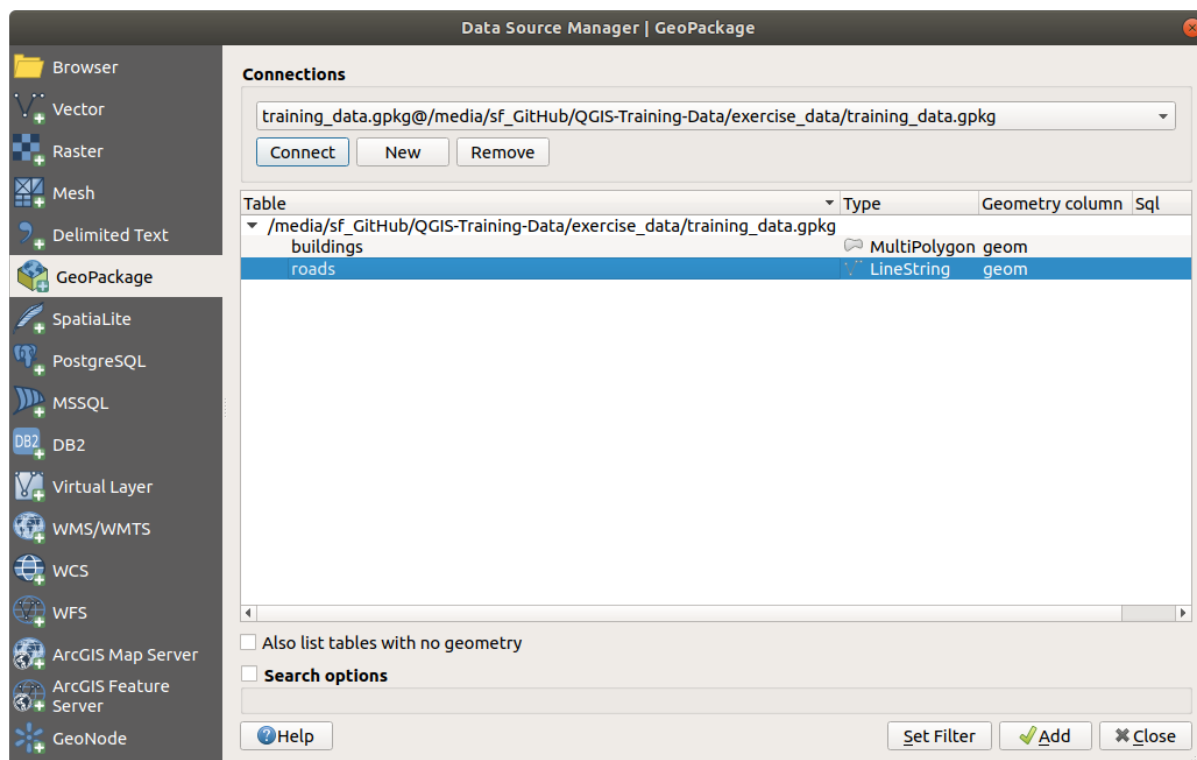 Data Source Manager | GeoPackage
Browser
Vector
Raster
Mesh
Delimited Text
GeoPackage
SpatiaLite
PostgreSQL
MSSQL
DB2
DB2
Virtual Layer
WMS/WMTS
WCS
WFS
ArcGIS Map Server
ArcGIS Feature
Server
GeoNode
Connections
training_data.gpkg@/media/sf_GitHub/QGIS-Training-Data/exercise_data/training_data.gpkg
Connect New Remove
Table Type Geometry column Sql
/media/sf_GitHub/QGIS-Training-Data/exercise_data/training_data.gpkg
buildings MultiPolygon geom
roads LineString geom
Also list tables with no geometry
Search options
Help Set Filter Add Close